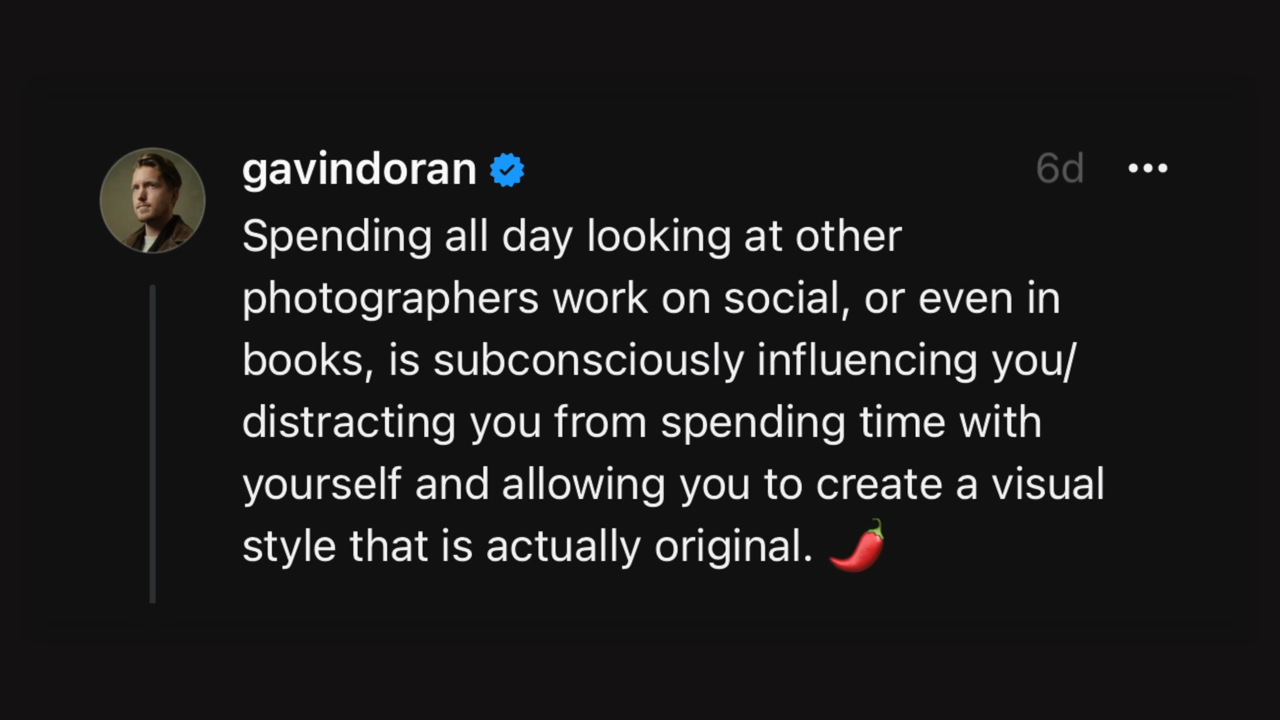 gavindoran
6d
Spending all day looking at other
photographers work on social, or even in
books, is subconsciously influencing you/
distracting you from spending time with
yourself and allowing you to create a visual
style that is actually original. 🌶️